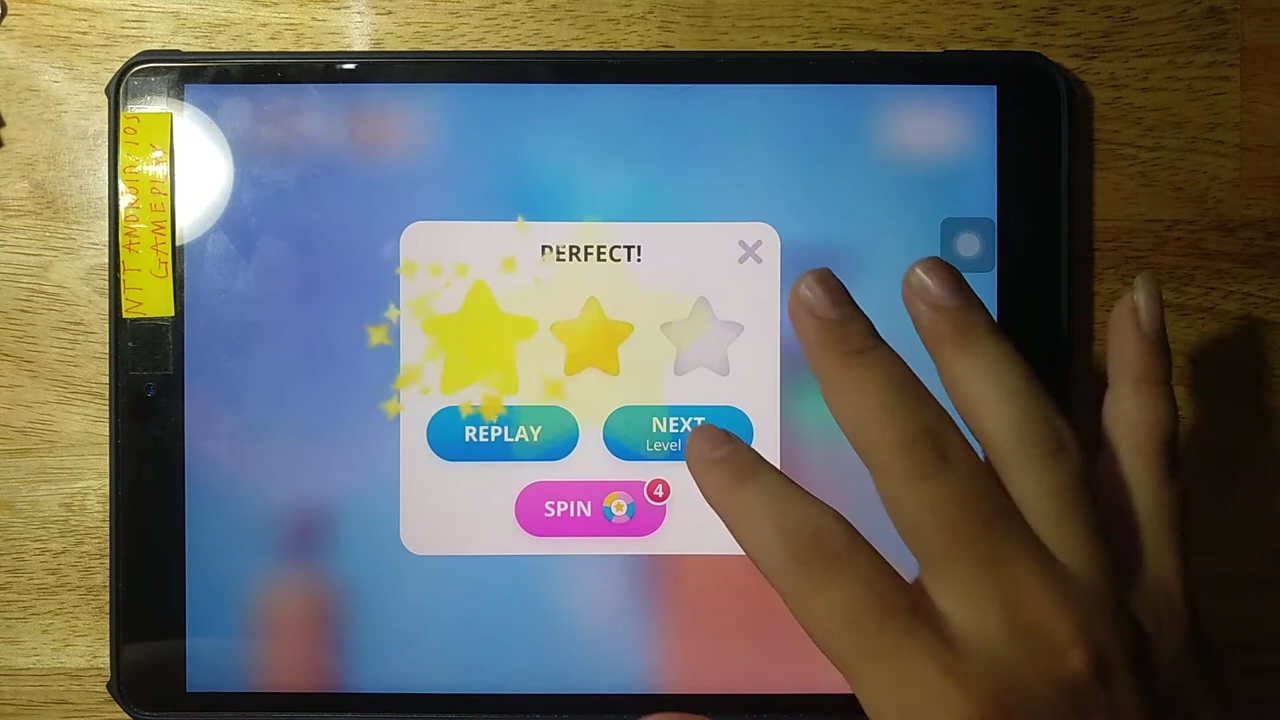 NTT ANDROID/IOS
GAMEPLAY
PERFECT!
REPLAY
NEXT
Level
SPIN
4